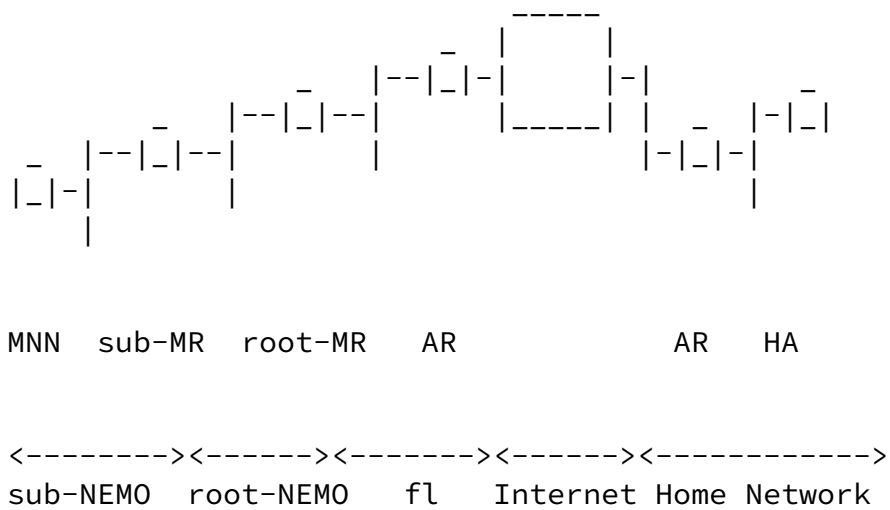 MNN sub-MR root-MR AR AR HA
<--------><------><-------><------><------------>
sub-NEMO root-NEMO fl Internet Home Network